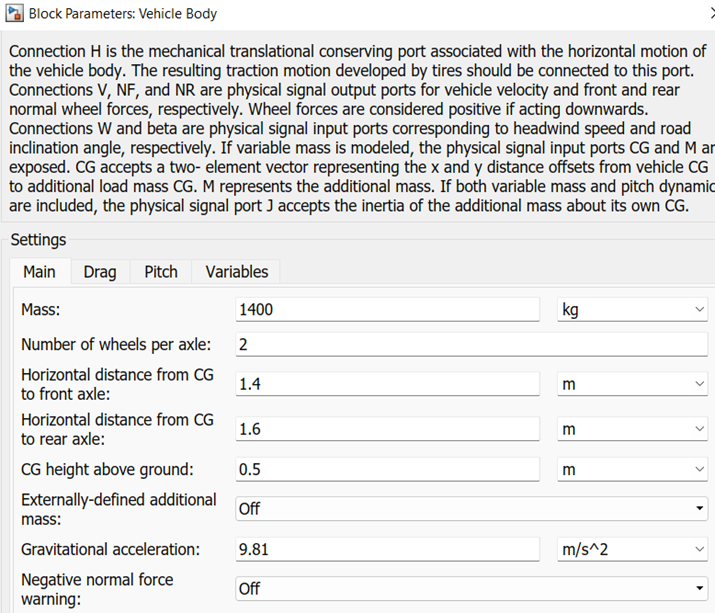 Block Parameters: Vehicle Body
Connection H is the mechanical translational conserving port associated with the horizontal motion of
the vehicle body. The resulting traction motion developed by tires should be connected to this port.
Connections V, NF, and NR are physical signal output ports for vehicle velocity and front and rear
normal wheel forces, respectively. Wheel forces are considered positive if acting downwards.
Connections W and beta are physical signal input ports corresponding to headwind speed and road
inclination angle, respectively. If variable mass is modeled, the physical signal input ports CG and M ar
exposed. CG accepts a two- element vector representing the x and y distance offsets from vehicle CG
to additional load mass CG. M represents the additional mass. If both variable mass and pitch dynamic
are included, the physical signal port J accepts the inertia of the additional mass about its own CG.
Settings
Main Drag Pitch Variables
Mass: 1400 kg
Number of wheels per axle: 2
Horizontal distance from CG
to front axle: 1.4 m
Horizontal distance from CG
to rear axle: 1.6 m
CG height above ground: 0.5 m
Externally-defined additional
mass: Off
Gravitational acceleration: 9.81 m/s^2
Negative normal force
warning: Off